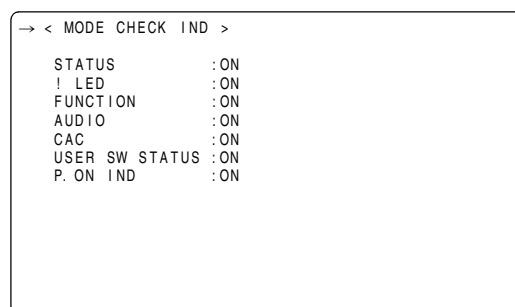 → < MODE CHECK IND >
STATUS :ON
! LED :ON
FUNCTION :ON
AUDIO :ON
CAC :ON
USER SW STATUS :ON
P. ON IND :ON